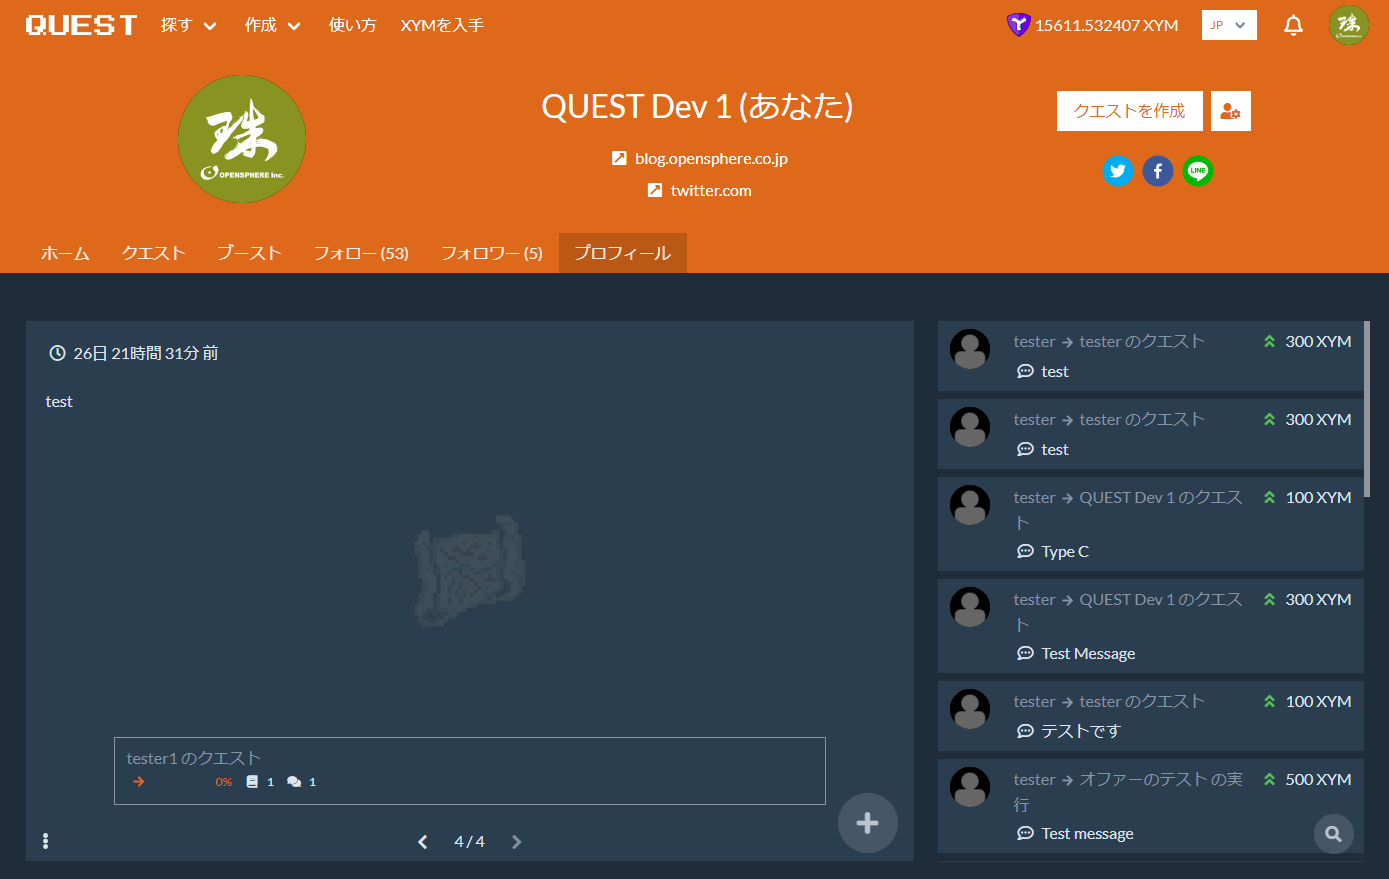 QUEST 探す 作成 使い方 XYMを入手 15611.532407 XYM JP
珠
OPENSPHERE Inc.
QUEST Dev 1 (あなた)
blog.opensphere.co.jp
twitter.com
クエストを作成
LINE
ホーム クエスト ブースト フォロー (53) フォロワー (5) プロフィール
26日 21時間 31分 前
test
tester1 のクエスト
0% 1 1
4 / 4
tester → tester のクエスト 300 XYM
test
tester → tester のクエスト 300 XYM
test
tester → QUEST Dev 1 のクエス 100 XYM
ト
Type C
tester → QUEST Dev 1 のクエス 300 XYM
ト
Test Message
tester → tester のクエスト 100 XYM
テストです
tester → オファーのテスト の実 500 XYM
行
Test message